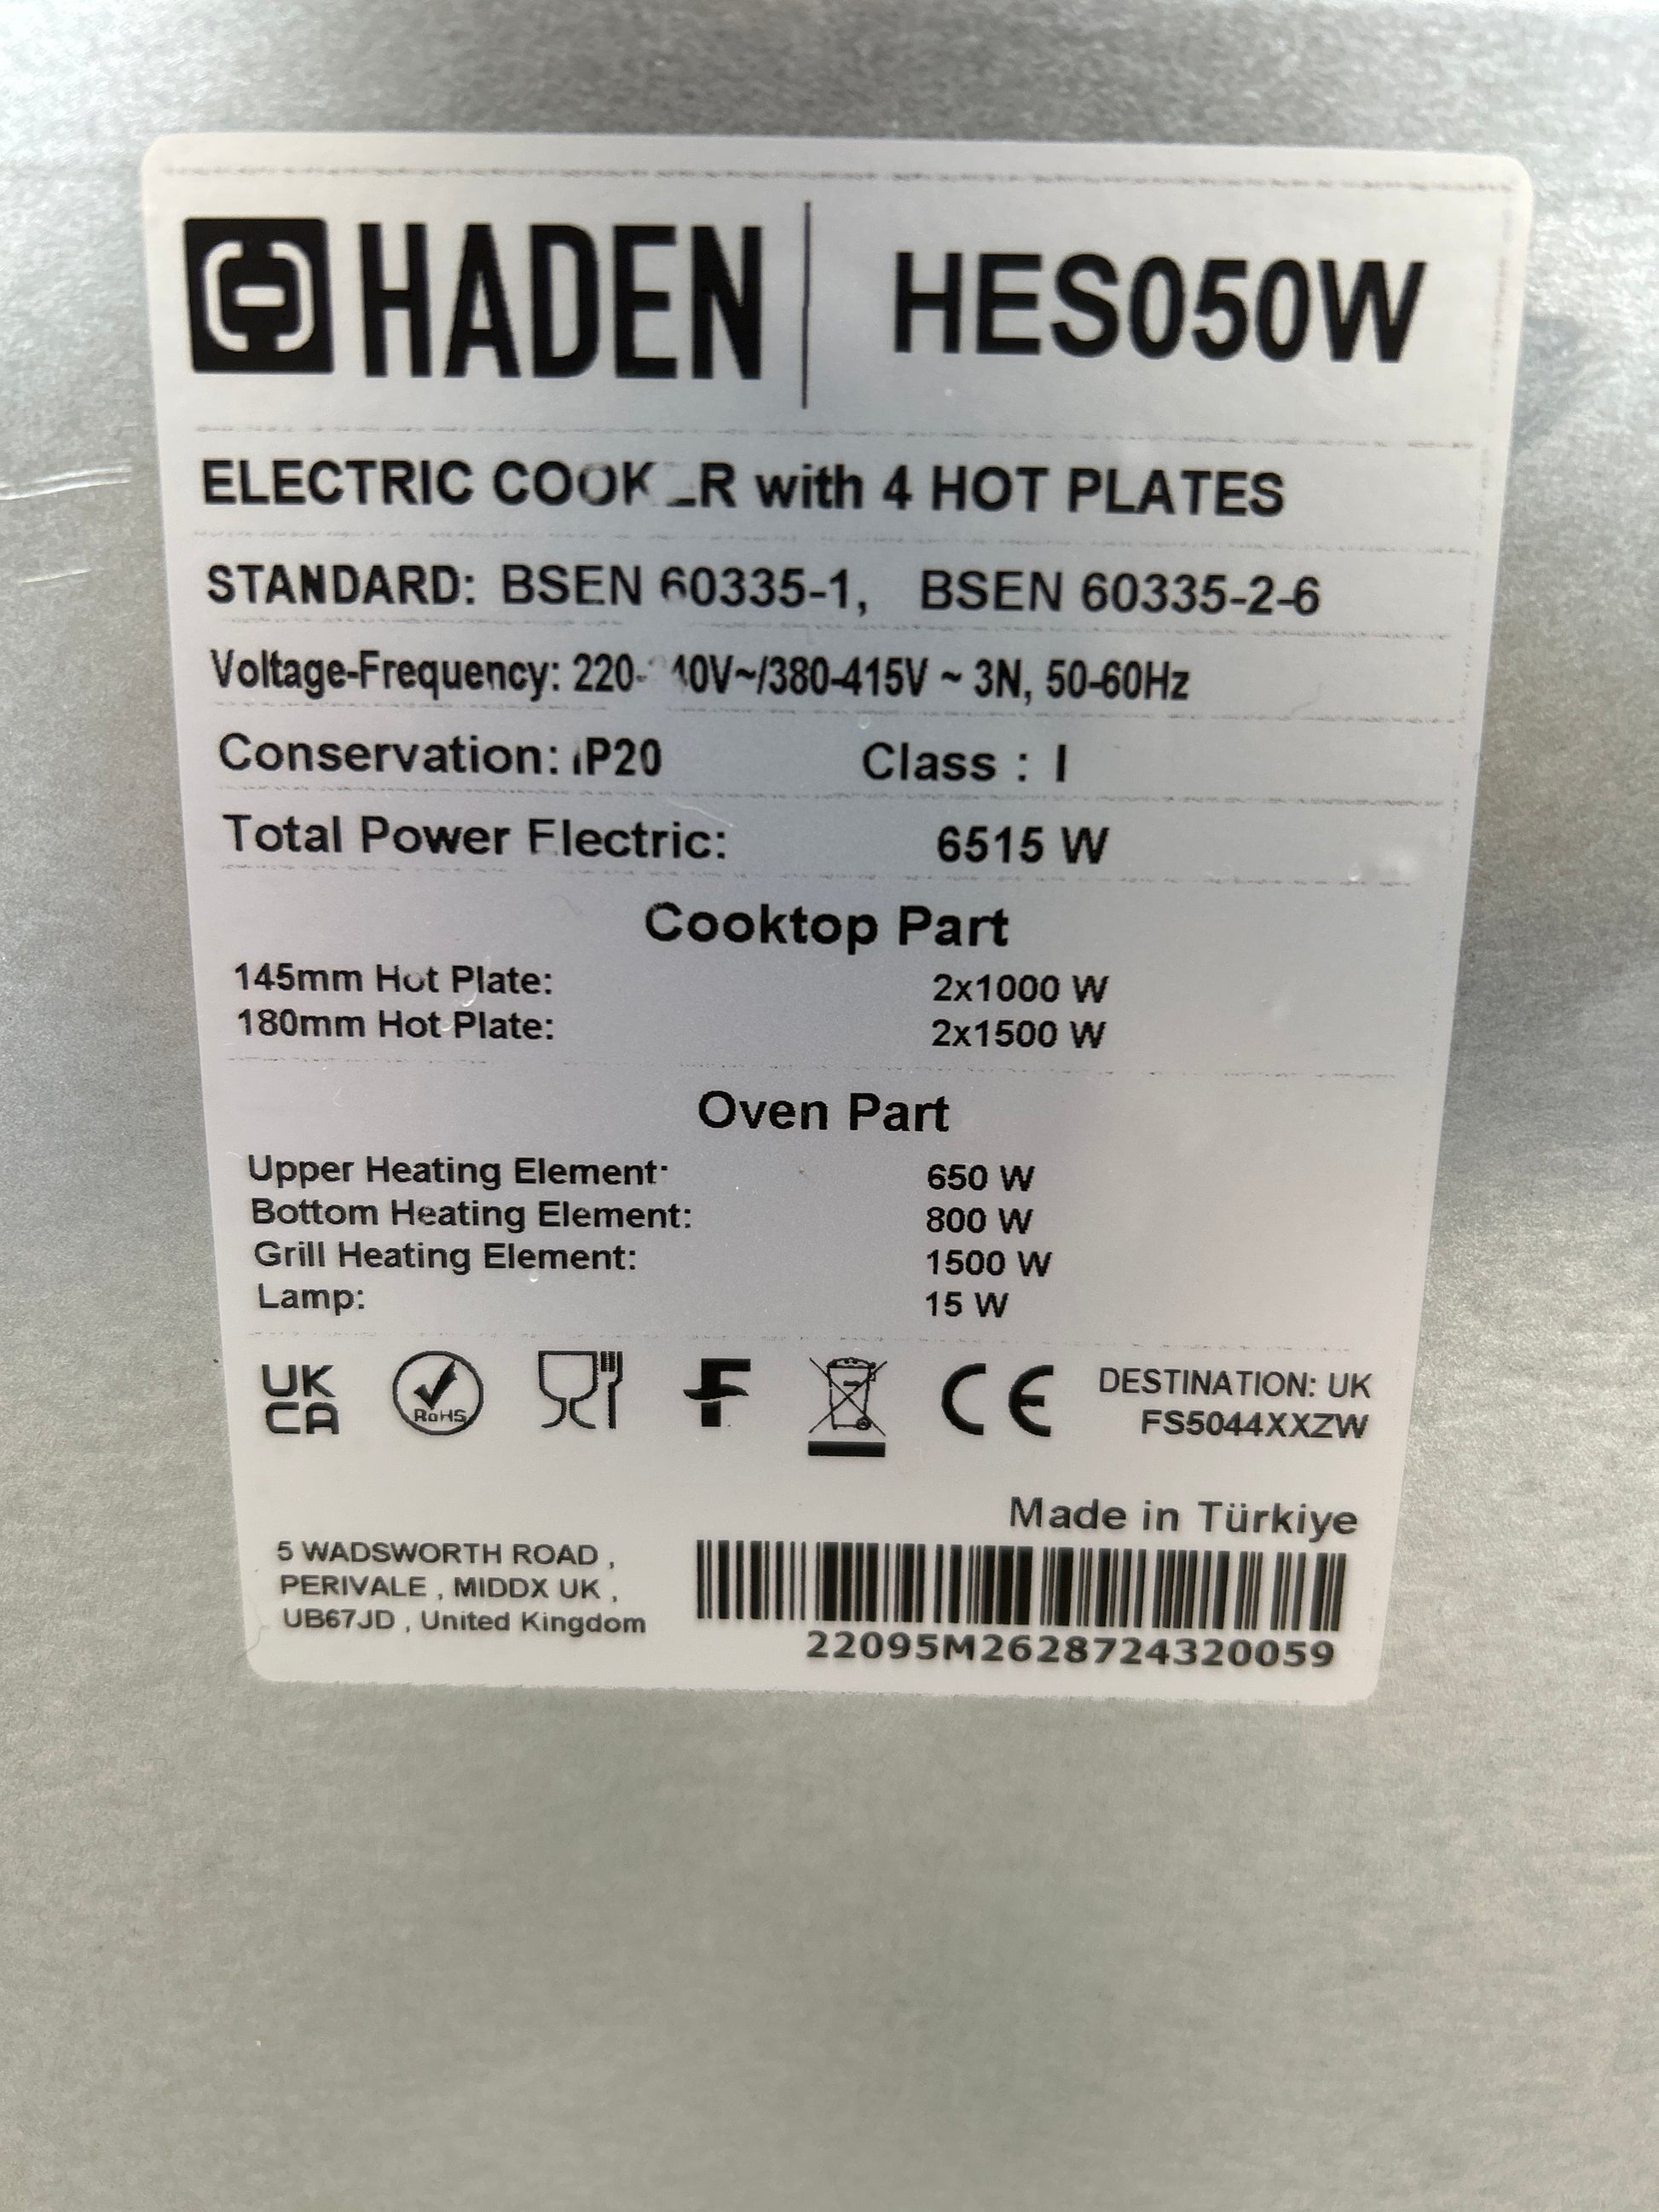 HADEN HES050W
ELECTRIC COOKER with 4 HOT PLATES
STANDARD: BSEN 60335-1, BSEN 60335-2-6
Voltage-Frequency: 220-240V~/380-415V ~ 3N, 50-60Hz
Conservation: IP20 Class : I
Total Power Electric: 6515 W
Cooktop Part
145mm Hot Plate: 2x1000 W
180mm Hot Plate: 2x1500 W
Oven Part
Upper Heating Element: 650 W
Bottom Heating Element: 800 W
Grill Heating Element: 1500 W
Lamp: 15 W
UK
CA
RoHS
CE
DESTINATION: UK
FS5044XXZW
Made in Türkiye
5 WADSWORTH ROAD ,
PERIVALE , MIDDX UK ,
UB67JD , United Kingdom
22095M2628724320059